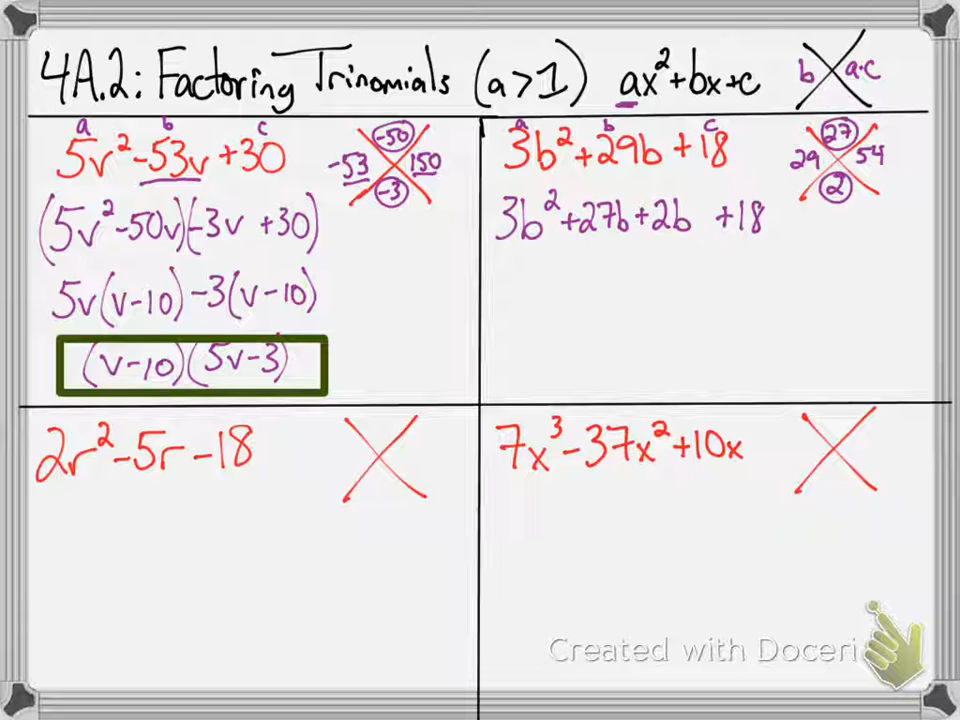 4A.2: Factoring Trinomials (a>1) ax²+bx+c b a·c
a b c
5v²-53v+30 -50 -53 150 -3
(5v²-50v)(-3v+30)
5v(v-10)-3(v-10)
(v-10)(5v-3)
a b c
3b²+29b+18 27 29 54 2
3b²+27b+2b+18
2r²-5r-18
7x³-37x²+10x
Created with Doceri